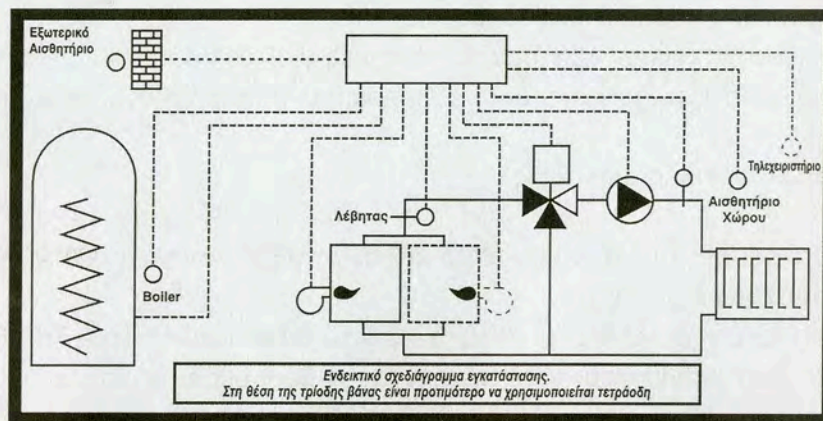 Εξωτερικό
Αισθητήριο
Τηλεχειριστήριο
Λέβητας
Αισθητήριο
Χώρου
Boiler
Ενδεικτικό σχεδιάγραμμα εγκατάστασης.
Στη θέση της τρίοδης βάνας είναι προτιμότερο να χρησιμοποιείται τετράοδη